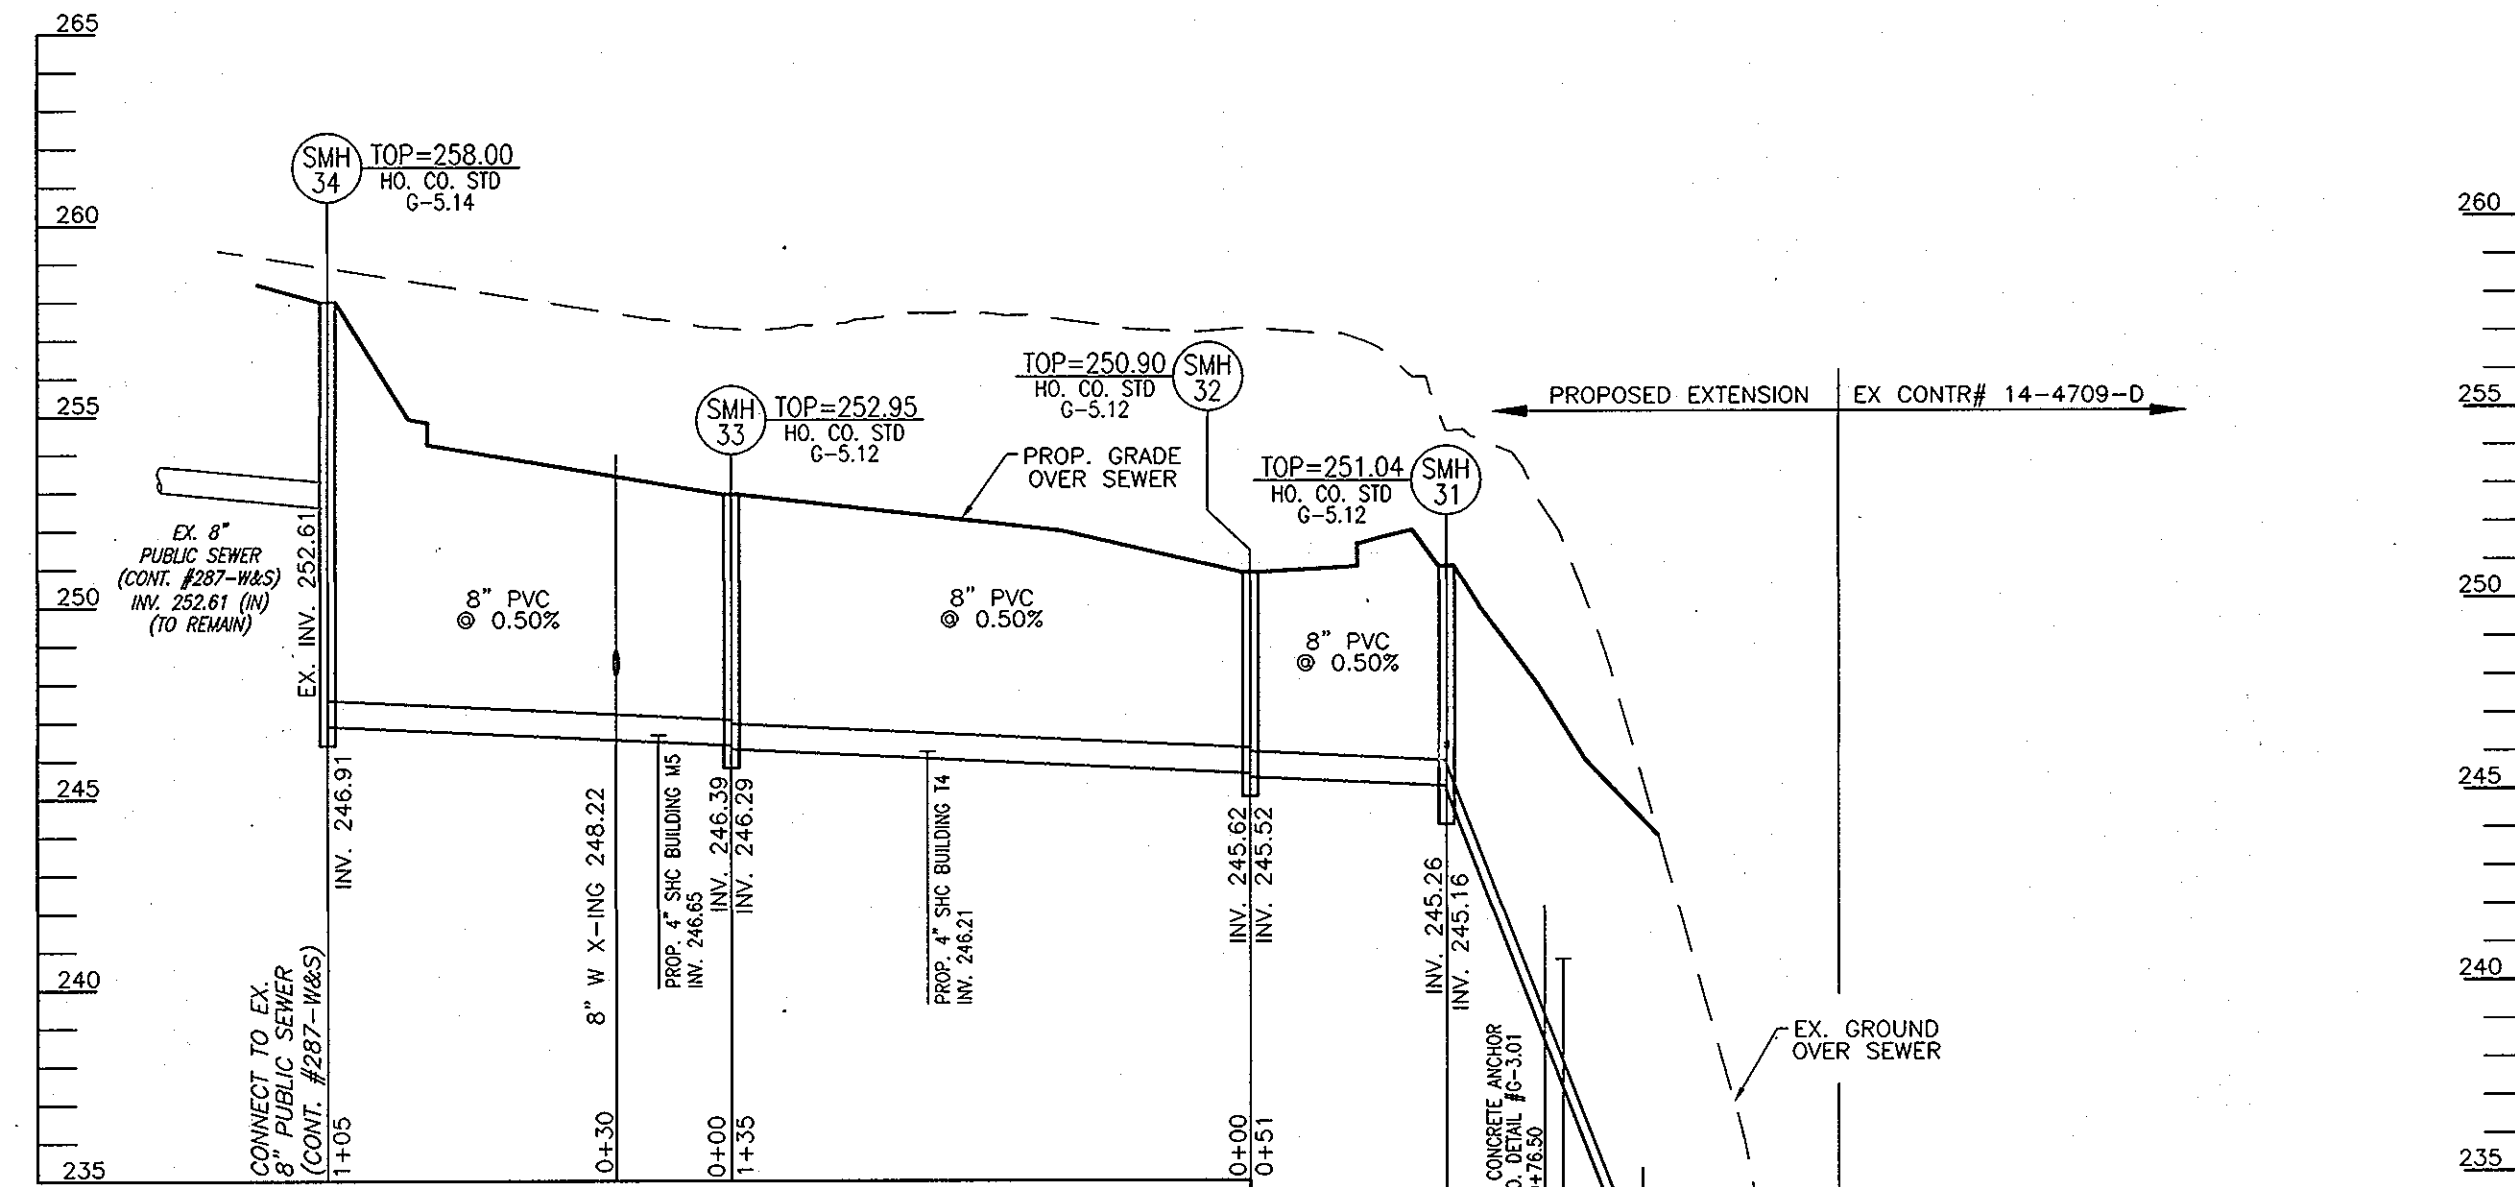 265
SMH
34
TOP=258.00
HO. CO. STD
G-5.14
260
260
TOP=250.90
HO. CO. STD
G-5.12
SMH
32
255
SMH
33
TOP=252.95
HO. CO. STD
G-5.12
PROPOSED EXTENSION
EX CONTR# 14-4709-D
255
PROP. GRADE
OVER SEWER
TOP=251.04
HO. CO. STD
G-5.12
SMH
31
EX. 8"
PUBLIC SEWER
(CONT. #287-W&S)
INV. 252.61 (IN)
(TO REMAIN)
EX. INV. 252.61
250
8" PVC
@ 0.50%
8" PVC
@ 0.50%
8" PVC
@ 0.50%
250
245
245
INV. 246.91
8" W X-ING 248.22
PROP. 4" SHC BUILDING M5
INV. 246.65
INV. 246.39
INV. 246.29
PROP. 4" SHC BUILDING T4
INV. 246.21
INV. 245.62
INV. 245.52
INV. 245.26
INV. 245.16
240
240
CONNECT TO EX.
8" PUBLIC SEWER
(CONT. #287-W&S)
1+05
0+30
0+00
1+35
0+00
0+51
CONCRETE ANCHOR
DETAIL #G-3.01
+76.50
EX. GROUND
OVER SEWER
235
235